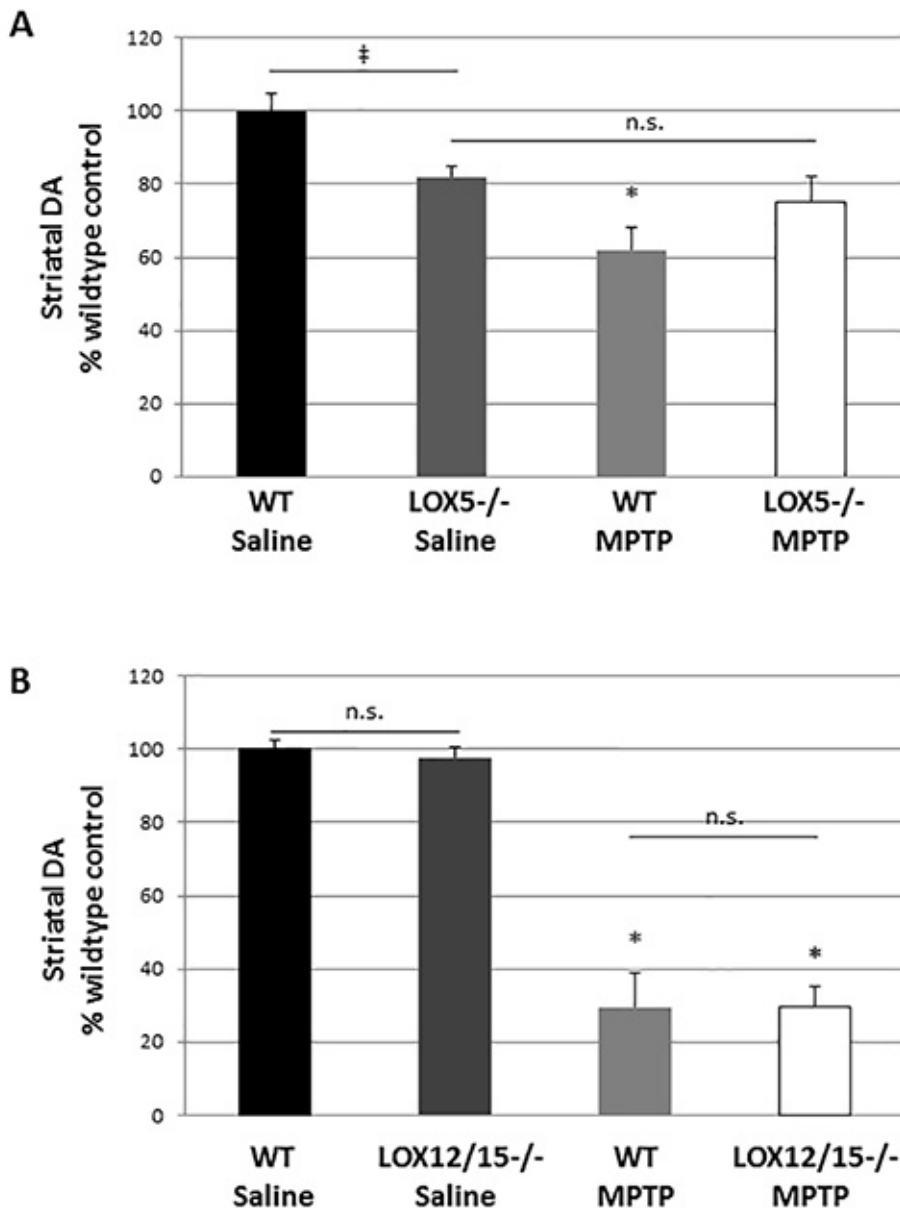 A
120
100
80
60
40
20
0
Striatal DA
% wildtype control
‡
n.s.
*
WT
Saline
LOX5-/-
Saline
WT
MPTP
LOX5-/-
MPTP
B
120
100
80
60
40
20
0
Striatal DA
% wildtype control
n.s.
n.s.
*
*
WT
Saline
LOX12/15-/-
Saline
WT
MPTP
LOX12/15-/-
MPTP